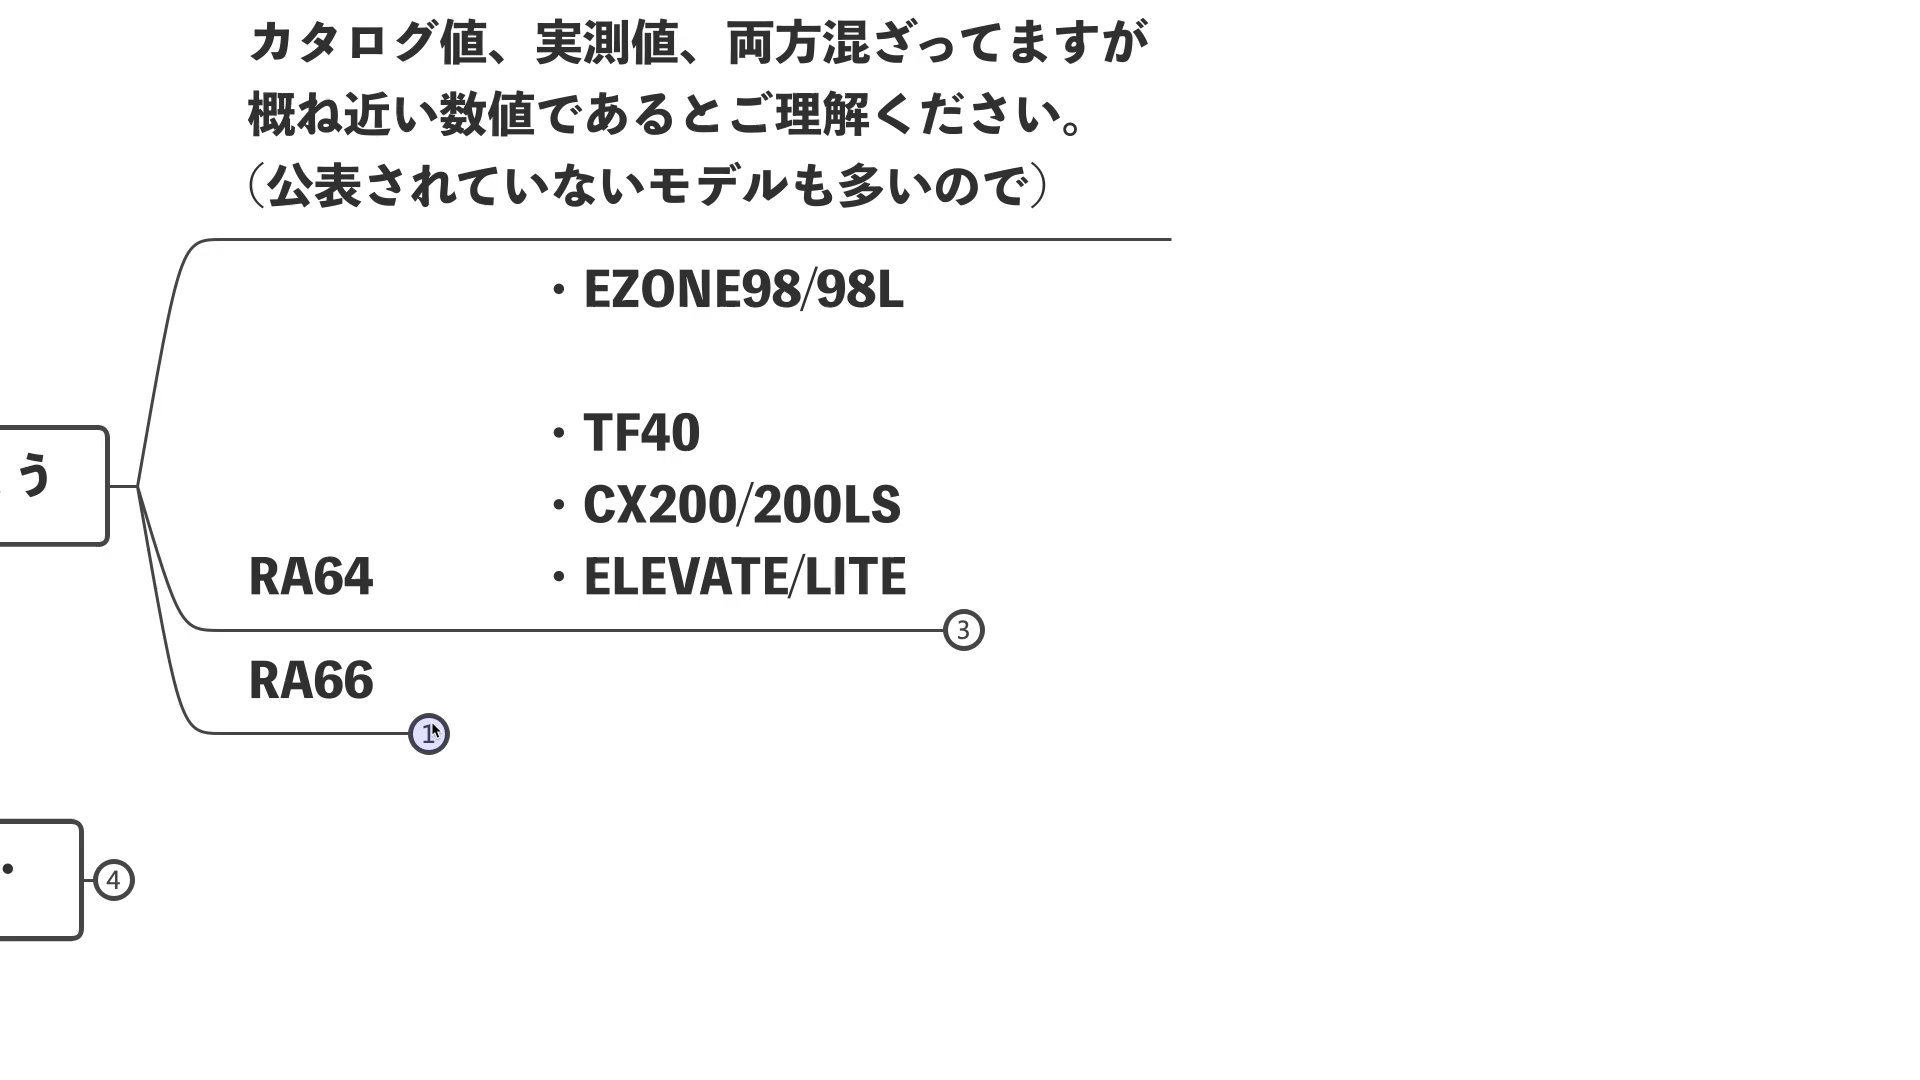 カタログ値、実測値、両方混ざってますが
概ね近い数値であるとご理解ください。
（公表されていないモデルも多いので）
・EZONE98/98L
う
・TF40
・CX200/200LS
RA64 ・ELEVATE/LITE
3
RA66
1
4